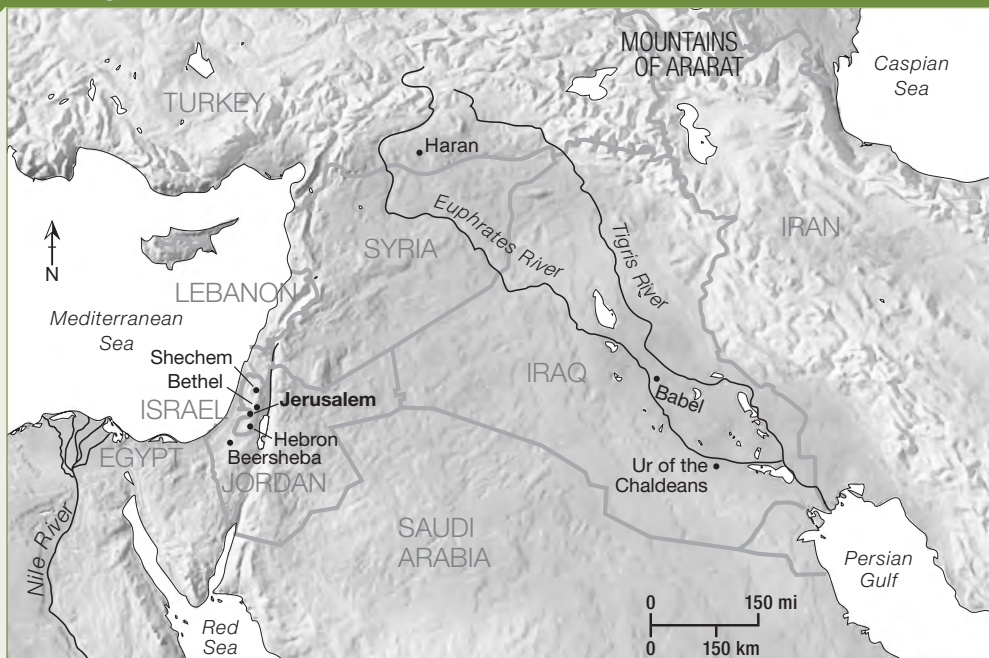 MOUNTAINS
OF ARARAT
Caspian
Sea
TURKEY
Haran
Euphrates River
Tigris River
IRAN
SYRIA
N
LEBANON
Mediterranean
Sea
Shechem
Bethel
ISRAEL
Jerusalem
IRAQ
Babel
Hebron
EGYPT
Beersheba
JORDAN
Ur of the
Chaldeans
Nile River
SAUDI
ARABIA
Persian
Gulf
Red
Sea
0 150 mi
0 150 km